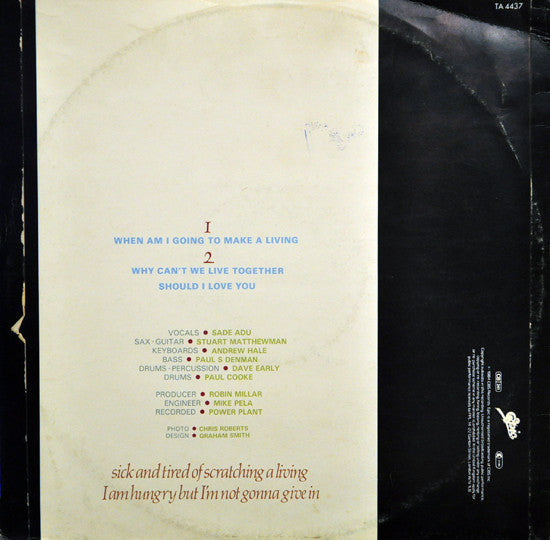 TA 4437
1
WHEN AM I GOING TO MAKE A LIVING
2
WHY CAN'T WE LIVE TOGETHER
SHOULD I LOVE YOU
VOCALS • SADE ADU
SAX·GUITAR • STUART MATTHEWMAN
KEYBOARDS • ANDREW HALE
BASS • PAUL S DENMAN
DRUMS·PERCUSSION • DAVE EARLY
DRUMS • PAUL COOKE
PRODUCER • ROBIN MILLAR
ENGINEER • MIKE PELA
RECORDED • POWER PLANT
PHOTO • CHRIS ROBERTS
DESIGN • GRAHAM SMITH
sick and tired of scratching a living
I am hungry but I'm not gonna give in
Epic